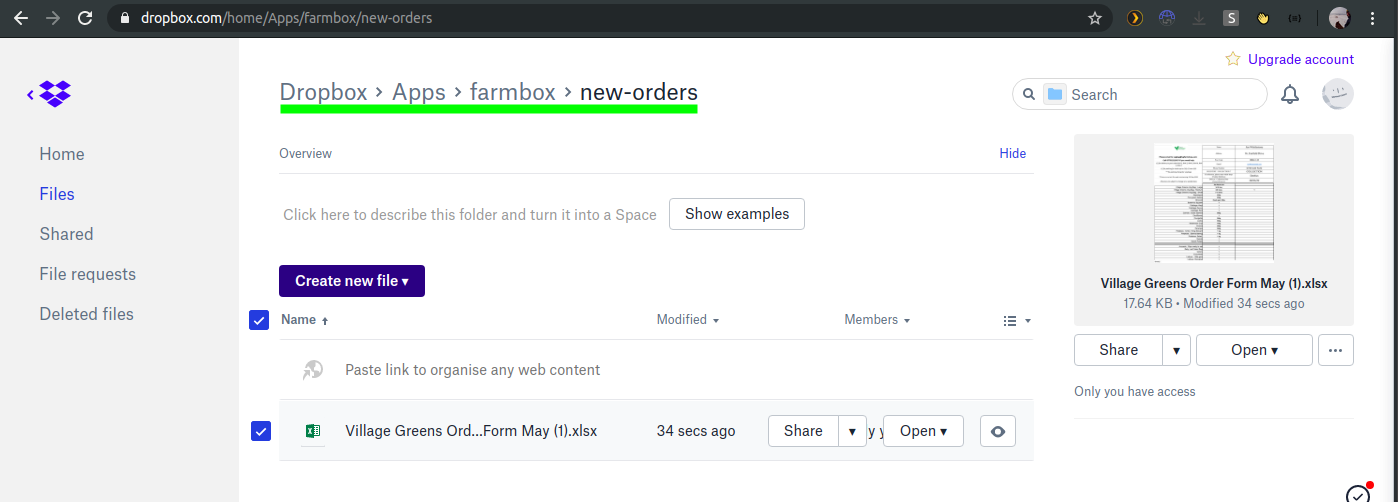 dropbox.com/home/Apps/farmbox/new-orders
S
Upgrade account
Dropbox › Apps › farmbox › new-orders
Search
Home
Files
Shared
File requests
Deleted files
Overview
Hide
Click here to describe this folder and turn it into a Space
Show examples
Create new file ▾
Name ↑
Modified ▾
Members ▾
Paste link to organise any web content
Village Greens Ord...Form May (1).xlsx
34 secs ago
Share ▾
y y
Open ▾
Village Greens Order Form May (1).xlsx
17.64 KB • Modified 34 secs ago
Share ▾
Open ▾
...
Only you have access